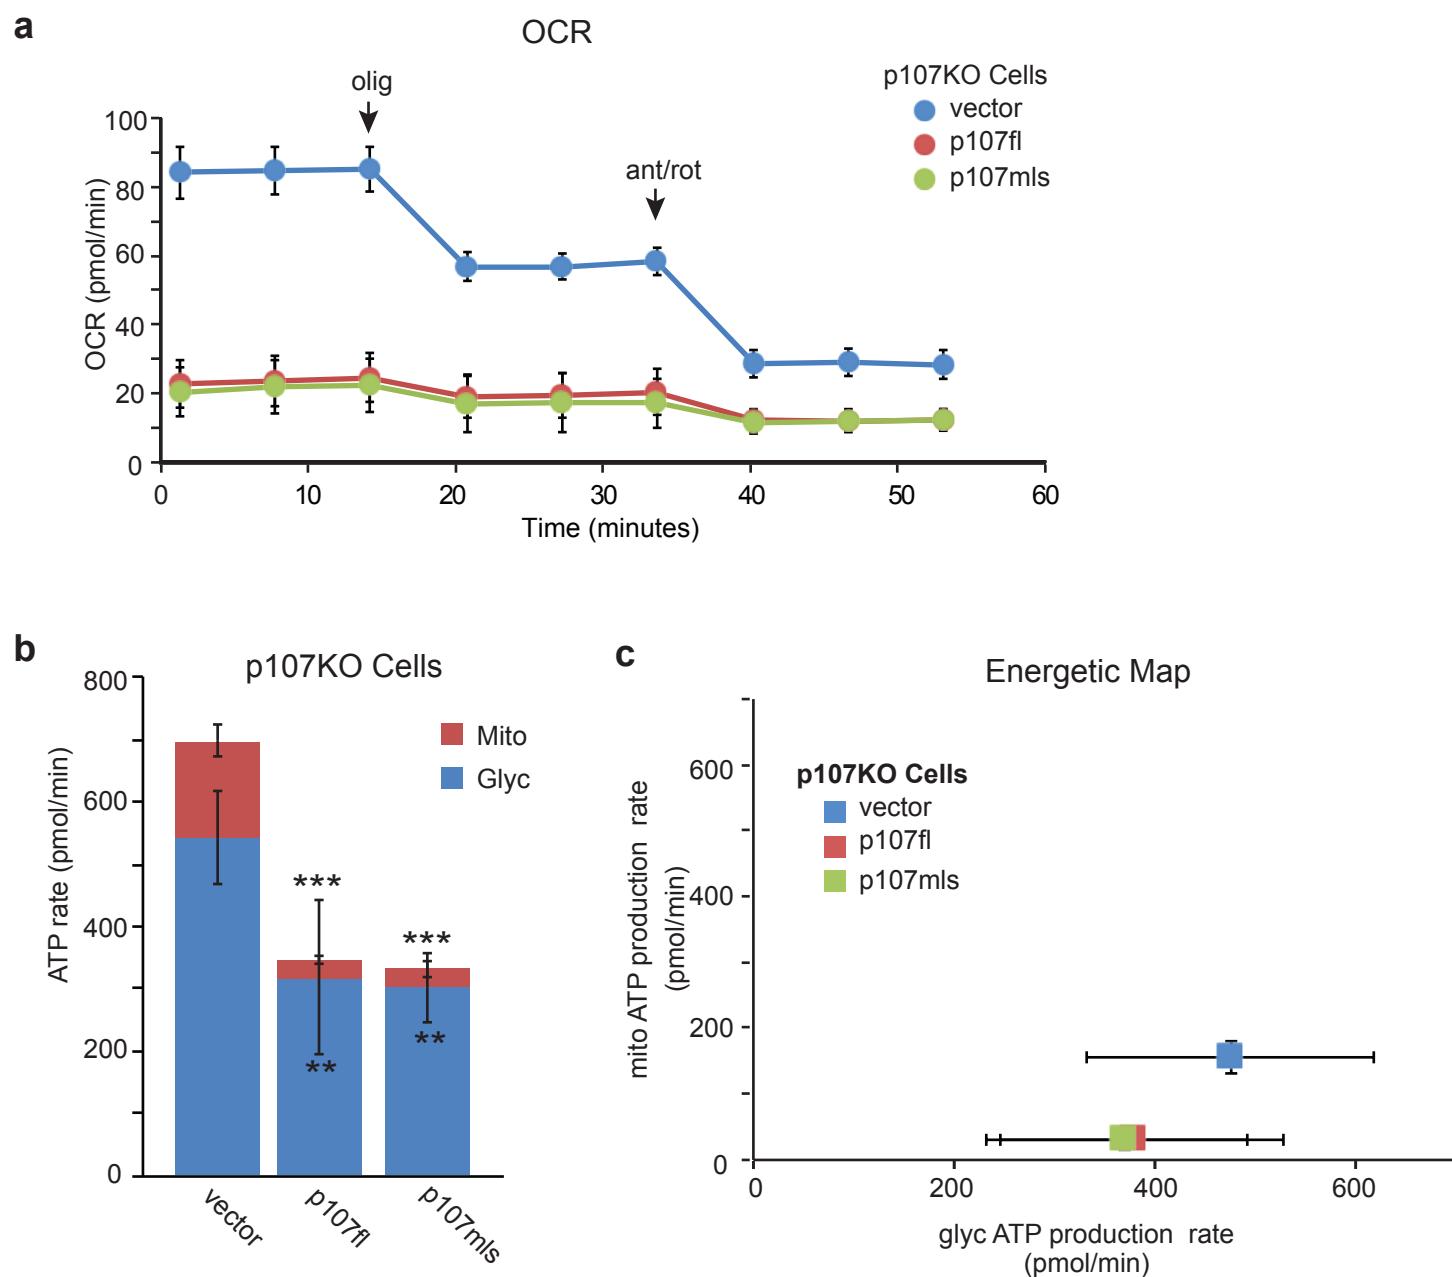 a
OCR
olig
ant/rot
p107KO Cells
vector
p107fl
p107mls
OCR (pmol/min)
100
80
60
40
20
0
0 10 20 30 40 50 60
Time (minutes)
b
p107KO Cells
Mito
Glyc
ATP rate (pmol/min)
800
600
400
200
0
***
**
***
**
vector
p107fl
p107mls
c
Energetic Map
p107KO Cells
vector
p107fl
p107mls
mito ATP production rate
(pmol/min)
600
400
200
0
0 200 400 600
glyc ATP production rate
(pmol/min)